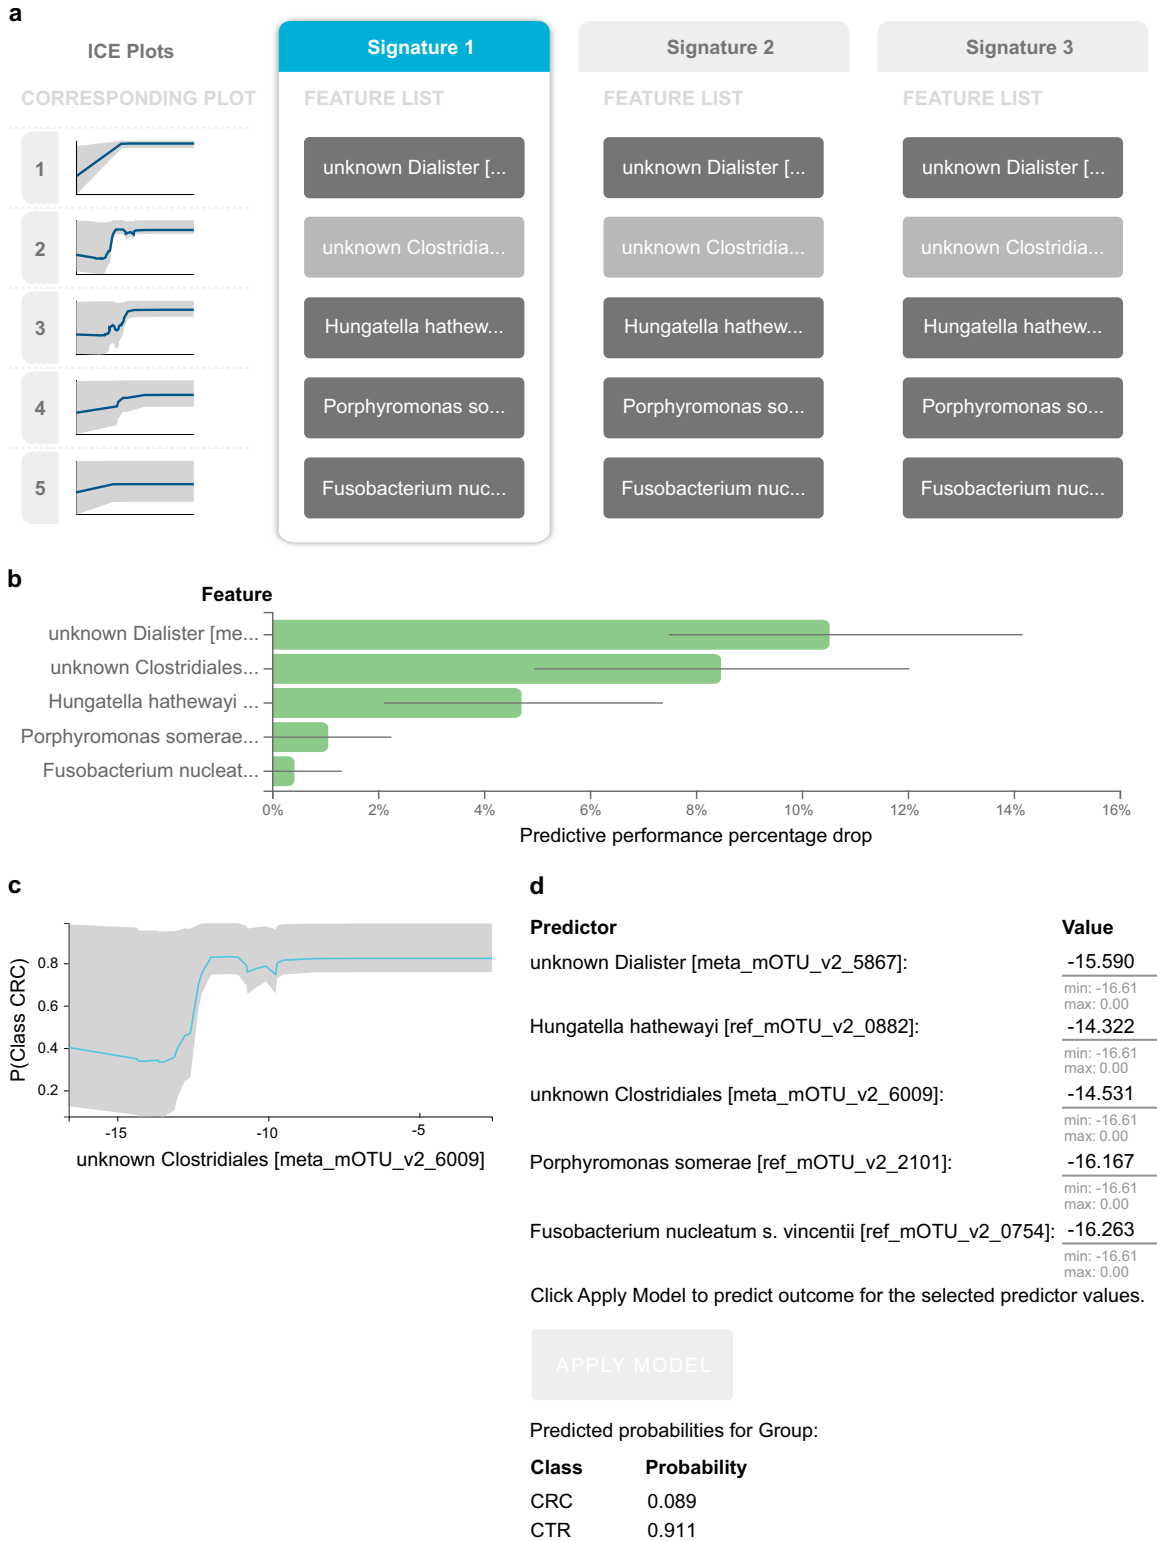 a
ICE Plots
Signature 1
Signature 2
Signature 3
CORRESPONDING PLOT
FEATURE LIST
FEATURE LIST
FEATURE LIST
1
unknown Dialister [...
unknown Dialister [...
unknown Dialister [...
2
unknown Clostridia...
unknown Clostridia...
unknown Clostridia...
3
Hungatella hathew...
Hungatella hathew...
Hungatella hathew...
4
Porphyromonas so...
Porphyromonas so...
Porphyromonas so...
5
Fusobacterium nuc...
Fusobacterium nuc...
Fusobacterium nuc...
b
Feature
unknown Dialister [me...
unknown Clostridiales...
Hungatella hathewayi ...
Porphyromonas somerae...
Fusobacterium nucleat...
0% 2% 4% 6% 8% 10% 12% 14% 16%
Predictive performance percentage drop
c
P(Class CRC)
0.8
0.6
0.4
0.2
-15 -10 -5
unknown Clostridiales [meta_mOTU_v2_6009]
d
Predictor Value
unknown Dialister [meta_mOTU_v2_5867]: -15.590
min: -16.61
max: 0.00
Hungatella hathewayi [ref_mOTU_v2_0882]: -14.322
min: -16.61
max: 0.00
unknown Clostridiales [meta_mOTU_v2_6009]: -14.531
min: -16.61
max: 0.00
Porphyromonas somerae [ref_mOTU_v2_2101]: -16.167
min: -16.61
max: 0.00
Fusobacterium nucleatum s. vincentii [ref_mOTU_v2_0754]: -16.263
min: -16.61
max: 0.00
Click Apply Model to predict outcome for the selected predictor values.
APPLY MODEL
Predicted probabilities for Group:
Class Probability
CRC 0.089
CTR 0.911